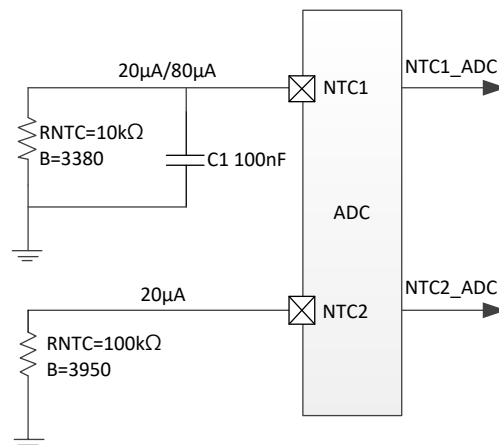 20µA/80µA
NTC1
NTC1_ADC
RNTC=10kΩ
B=3380
C1 100nF
ADC
20µA
NTC2
NTC2_ADC
RNTC=100kΩ
B=3950